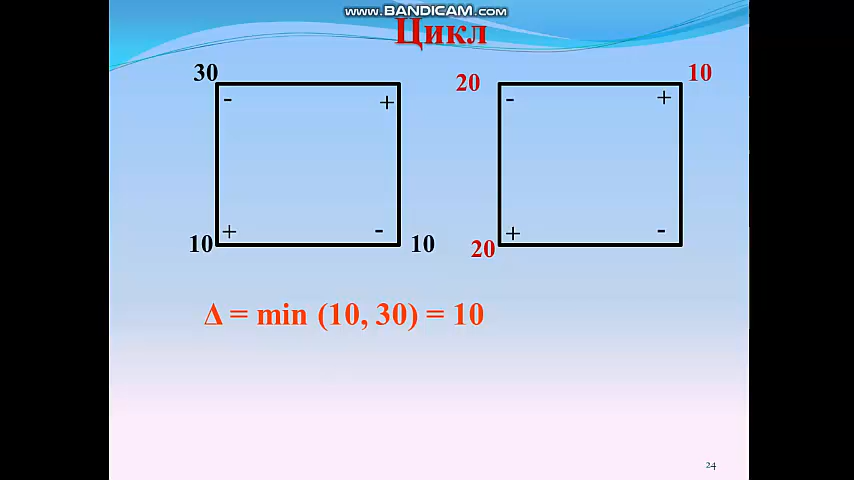 www.BANDICAM.com
Цикл
30 20 10
- + - +
+ - + -
10 10 20
Δ = min (10, 30) = 10
24